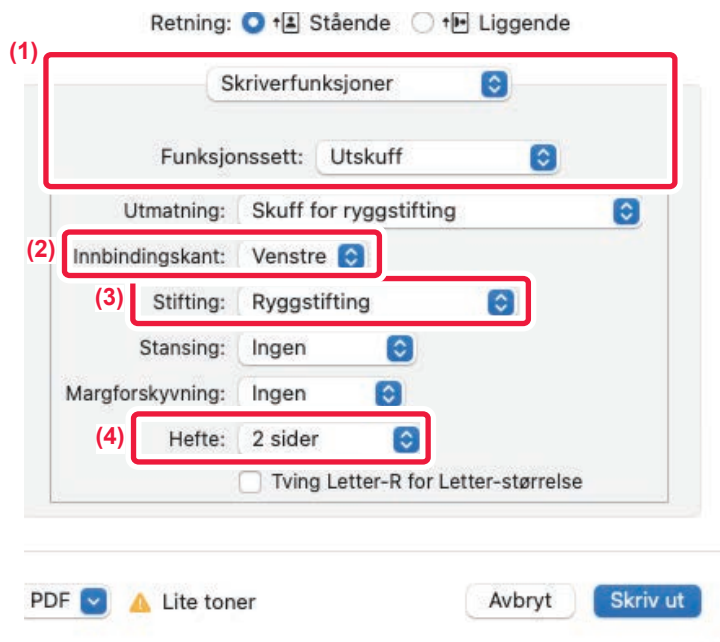 Retning: Stående Liggende
(1)
Skriverfunksjoner
Funksjonssett: Utskuff
Utmatning: Skuff for ryggstifting
(2) Innbindingskant: Venstre
(3) Stifting: Ryggstifting
Stansing: Ingen
Margforskyvning: Ingen
(4) Hefte: 2 sider
Tving Letter-R for Letter-størrelse
PDF Lite toner Avbryt Skriv ut